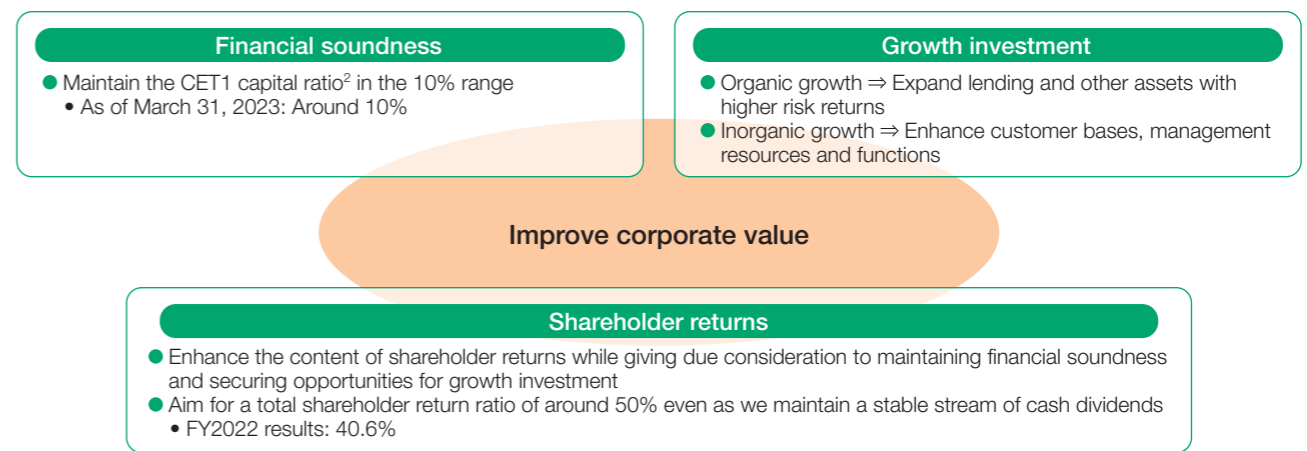 Financial soundness
● Maintain the CET1 capital ratio² in the 10% range
• As of March 31, 2023: Around 10%
Growth investment
● Organic growth ⇒ Expand lending and other assets with
higher risk returns
● Inorganic growth ⇒ Enhance customer bases, management
resources and functions
Improve corporate value
Shareholder returns
● Enhance the content of shareholder returns while giving due consideration to maintaining financial soundness
and securing opportunities for growth investment
● Aim for a total shareholder return ratio of around 50% even as we maintain a stable stream of cash dividends
• FY2022 results: 40.6%